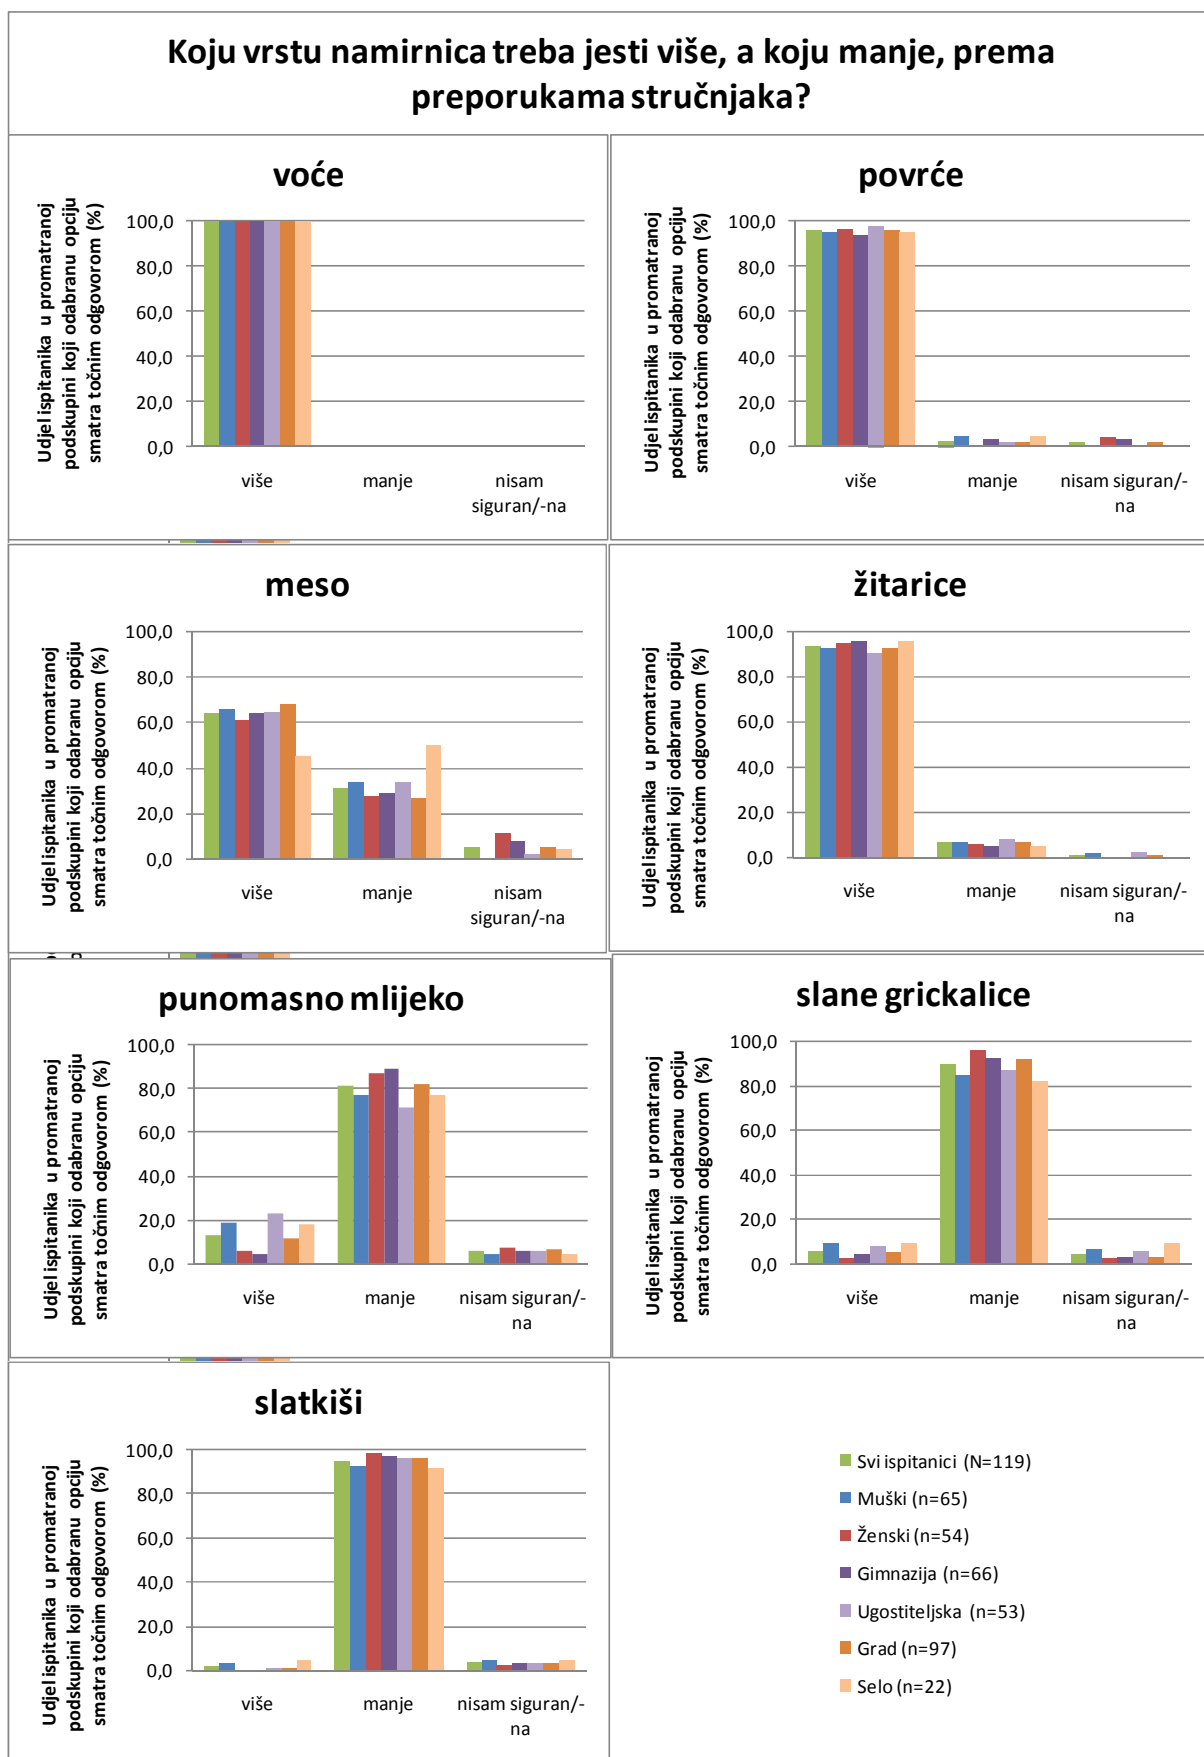 Koju vrstu namirnica treba jesti više, a koju manje, prema
preporukama stručnjaka?
voće
Udjel ispitanika u promatranoj
podskupini koji odabranu opciju
smatra točnim odgovorom (%)
100,0
80,0
60,0
40,0
20,0
0,0
više
manje
nisam
siguran/-na
povrće
Udjel ispitanika u promatranoj
podskupini koji odabranu opciju
smatra točnim odgovorom (%)
100,0
80,0
60,0
40,0
20,0
0,0
više
manje
nisam siguran/-
na
meso
Udjel ispitanika u promatranoj
podskupini koji odabranu opciju
smatra točnim odgovorom (%)
100,0
80,0
60,0
40,0
20,0
0,0
više
manje
nisam
siguran/-na
žitarice
Udjel ispitanika u promatranoj
podskupini koji odabranu opciju
smatra točnim odgovorom (%)
100,0
80,0
60,0
40,0
20,0
0,0
više
manje
nisam siguran/-
na
punomasno mlijeko
Udjel ispitanika u promatranoj
podskupini koji odabranu opciju
smatra točnim odgovorom (%)
100,0
80,0
60,0
40,0
20,0
0,0
više
manje
nisam siguran/-
na
slane grickalice
Udjel ispitanika u promatranoj
podskupini koji odabranu opciju
smatra točnim odgovorom (%)
100,0
80,0
60,0
40,0
20,0
0,0
više
manje
nisam siguran/-
na
slatkiši
Udjel ispitanika u promatranoj
podskupini koji odabranu opciju
smatra točnim odgovorom (%)
100,0
80,0
60,0
40,0
20,0
0,0
više
manje
nisam siguran/-
na
Svi ispitanici (N=119)
Muški (n=65)
Ženski (n=54)
Gimnazija (n=66)
Ugostiteljska (n=53)
Grad (n=97)
Selo (n=22)